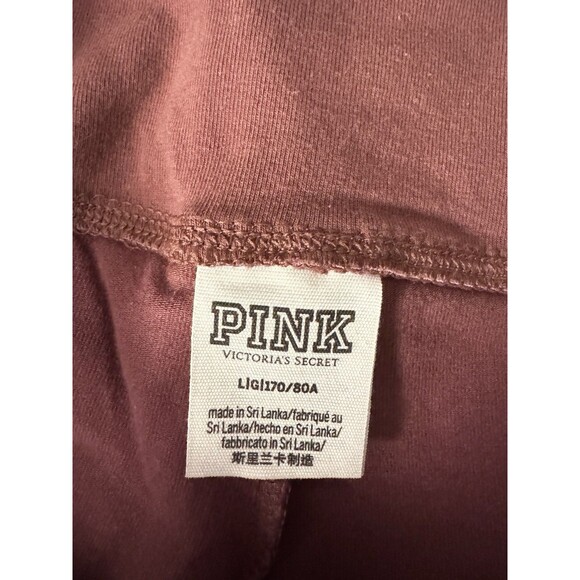 PINK
VICTORIA'S SECRET
L|G|170/80A
made in Sri Lanka/fabriqué au
Sri Lanka/hecho en Sri Lanka/
fabbricato in Sri Lanka/
斯里兰卡制造